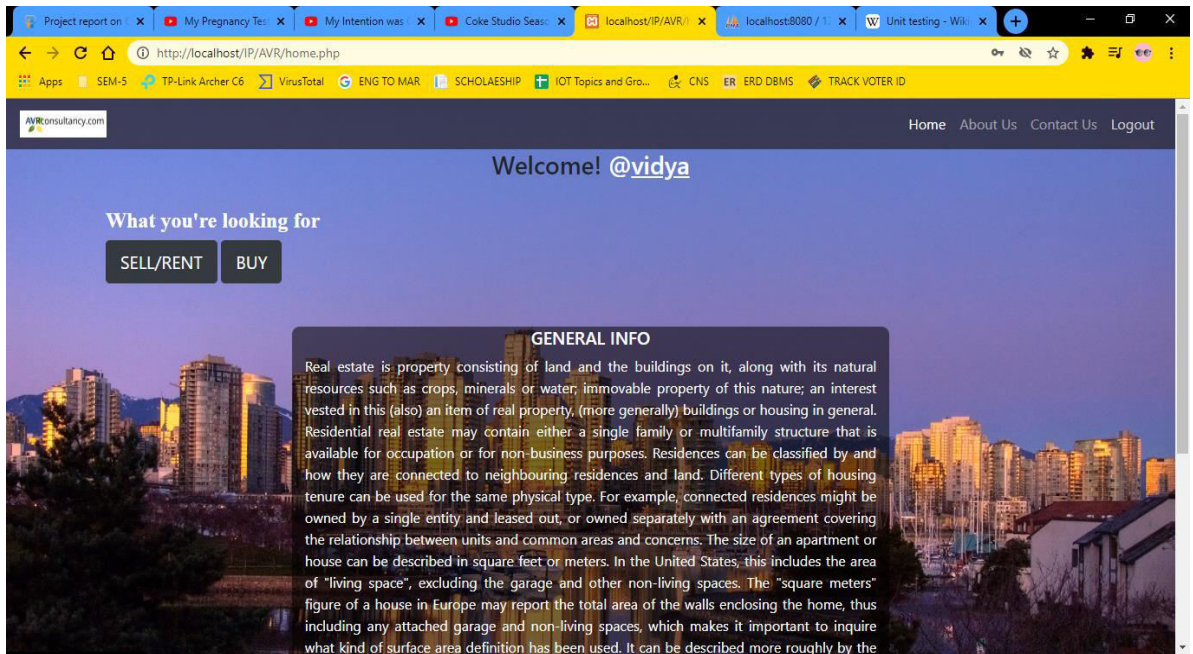 Project report on
My Pregnancy Tes
My Intention was
Coke Studio Seaso
localhost/IP/AVR/
localhost:8080 / 1
Unit testing - Wiki
http://localhost/IP/AVR/home.php
Apps SEM-5 TP-Link Archer C6 VirusTotal ENG TO MAR SCHOLAESHIP IOT Topics and Gro... CNS ER ERD DBMS TRACK VOTER ID
AVRconsultancy.com
Home About Us Contact Us Logout
Welcome! @vidya
What you're looking for
SELL/RENT BUY
GENERAL INFO
Real estate is property consisting of land and the buildings on it, along with its natural
resources such as crops, minerals or water; immovable property of this nature; an interest
vested in this (also) an item of real property, (more generally) buildings or housing in general.
Residential real estate may contain either a single family or multifamily structure that is
available for occupation or for non-business purposes. Residences can be classified by and
how they are connected to neighbouring residences and land. Different types of housing
tenure can be used for the same physical type. For example, connected residences might be
owned by a single entity and leased out, or owned separately with an agreement covering
the relationship between units and common areas and concerns. The size of an apartment or
house can be described in square feet or meters. In the United States, this includes the area
of "living space", excluding the garage and other non-living spaces. The "square meters"
figure of a house in Europe may report the total area of the walls enclosing the home, thus
including any attached garage and non-living spaces, which makes it important to inquire
what kind of surface area definition has been used. It can be described more roughly by the